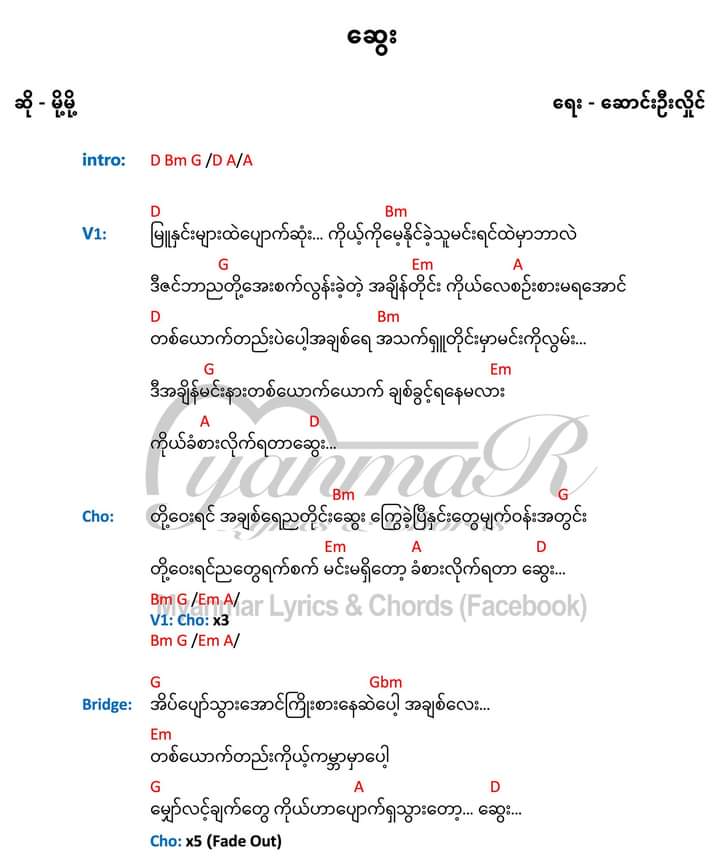 ဆွေး
ဆို - မို့မို့ ရေး - ဆောင်းဦးလှိုင်
intro: D Bm G /D A/A
D Bm
V1: မြူနှင်းများထဲပျောက်ဆုံး... ကိုယ့်ကိုမေ့နိုင်ခဲ့သူမင်းရင်ထဲမှာဘာလဲ
G Em A
ဒီဇင်ဘာညတို့အေးစက်လွန်းခဲ့တဲ့ အချိန်တိုင်း ကိုယ်လေစဉ်းစားမရအောင်
D Bm
တစ်ယောက်တည်းပဲပေါ့အချစ်ရေ အသက်ရှူတိုင်းမှာမင်းကိုလွမ်း...
G Em
ဒီအချိန်မင်းနားတစ်ယောက်ယောက် ချစ်ခွင့်ရနေမလား
A D
ကိုယ်ခံစားလိုက်ရတာဆွေး...
Bm G
Cho: တို့ဝေးရင် အချစ်ရေညတိုင်းဆွေး ကြွေခဲ့ပြီနှင်းတွေမျက်ဝန်းအတွင်း
Em A D
တို့ဝေးရင်ညတွေရက်စက် မင်းမရှိတော့ ခံစားလိုက်ရတာ ဆွေး...
Bm G /Em A/
V1: Cho: x3
Bm G /Em A/
G Gbm
Bridge: အိပ်ပျော်သွားအောင်ကြိုးစားနေဆဲပေါ့ အချစ်လေး...
Em
တစ်ယောက်တည်းကိုယ့်ကမ္ဘာမှာပေါ့
G A D
မျှော်လင့်ချက်တွေ ကိုယ်ဟာပျောက်ရှသွားတော့... ဆွေး...
Cho: x5 (Fade Out)
myanmaR
Lyrics & Chords
Myanmar Lyrics & Chords (Facebook)